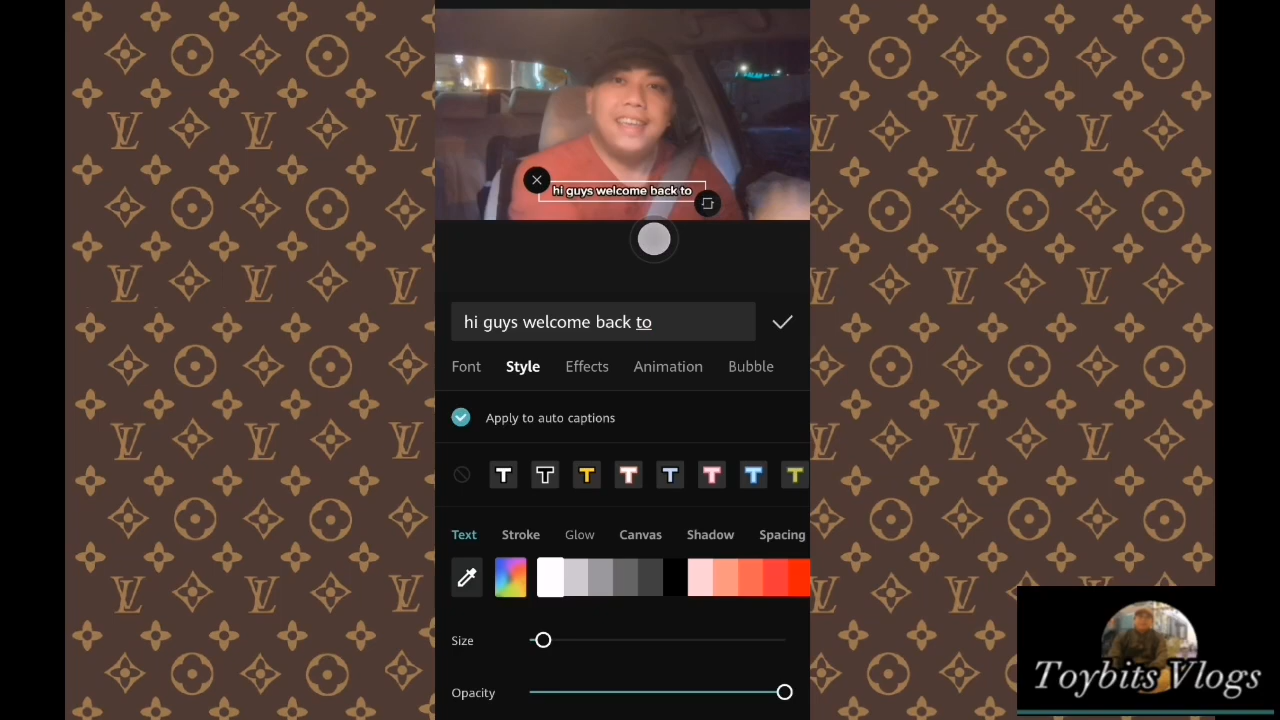 hi guys welcome back to
hi guys welcome back to
Font Style Effects Animation Bubble
Apply to auto captions
T T T T T T T T
Text Stroke Glow Canvas Shadow Spacing
Size
Opacity
Toybits Vlogs